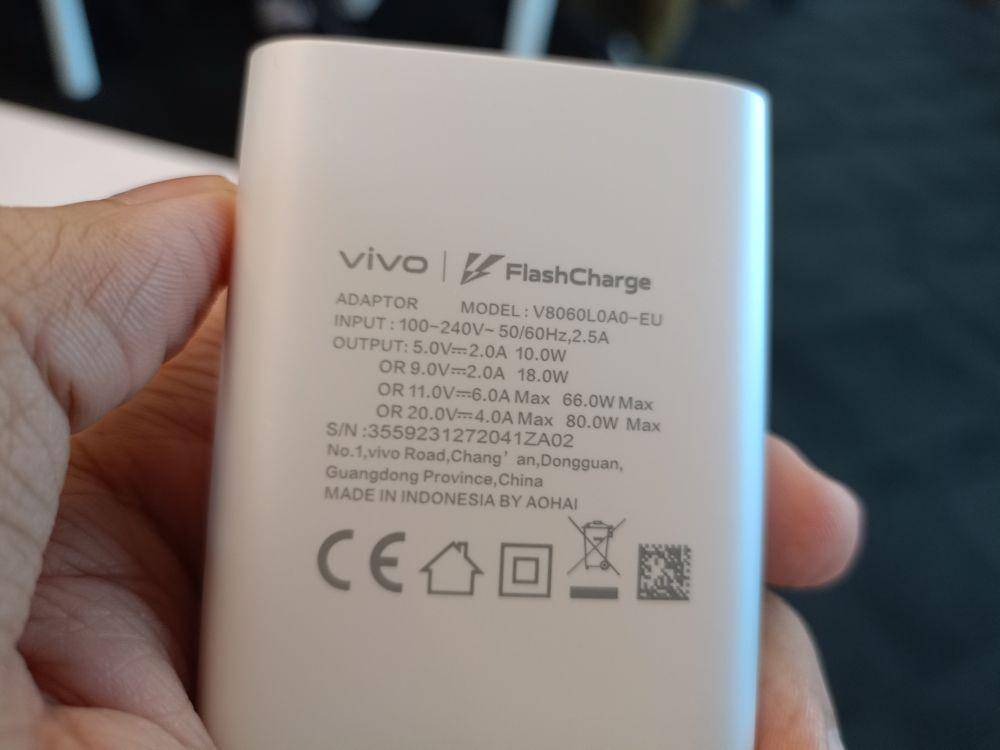 vivo | FlashCharge
ADAPTOR MODEL : V8060L0A0-EU
INPUT : 100-240V~ 50/60Hz,2.5A
OUTPUT: 5.0V⎓2.0A 10.0W
OR 9.0V⎓2.0A 18.0W
OR 11.0V⎓6.0A Max 66.0W Max
OR 20.0V⎓4.0A Max 80.0W Max
S/N :3559231272041ZA02
No.1,vivo Road,Chang' an,Dongguan,
Guangdong Province,China
MADE IN INDONESIA BY AOHAI
CE